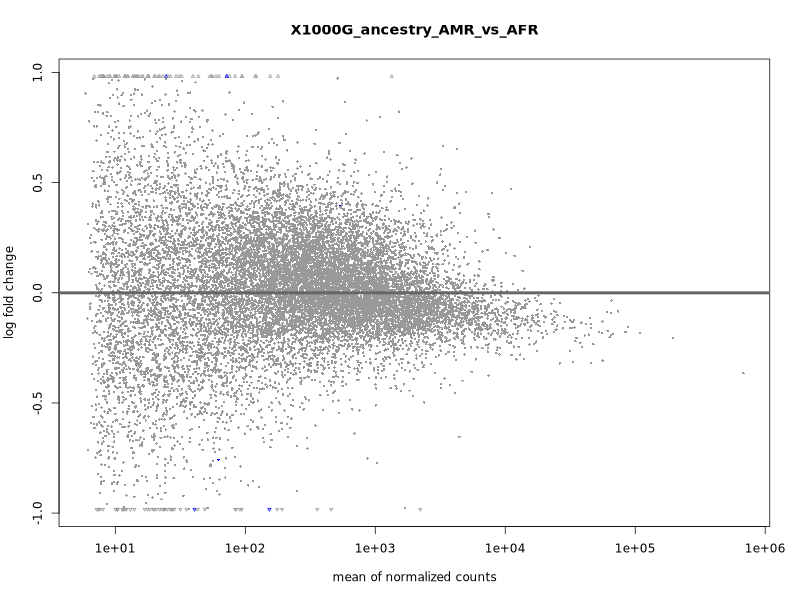 X1000G_ancestry_AMR_vs_AFR
log fold change
1.0
0.5
0.0
-0.5
-1.0
1e+01 1e+02 1e+03 1e+04 1e+05 1e+06
mean of normalized counts